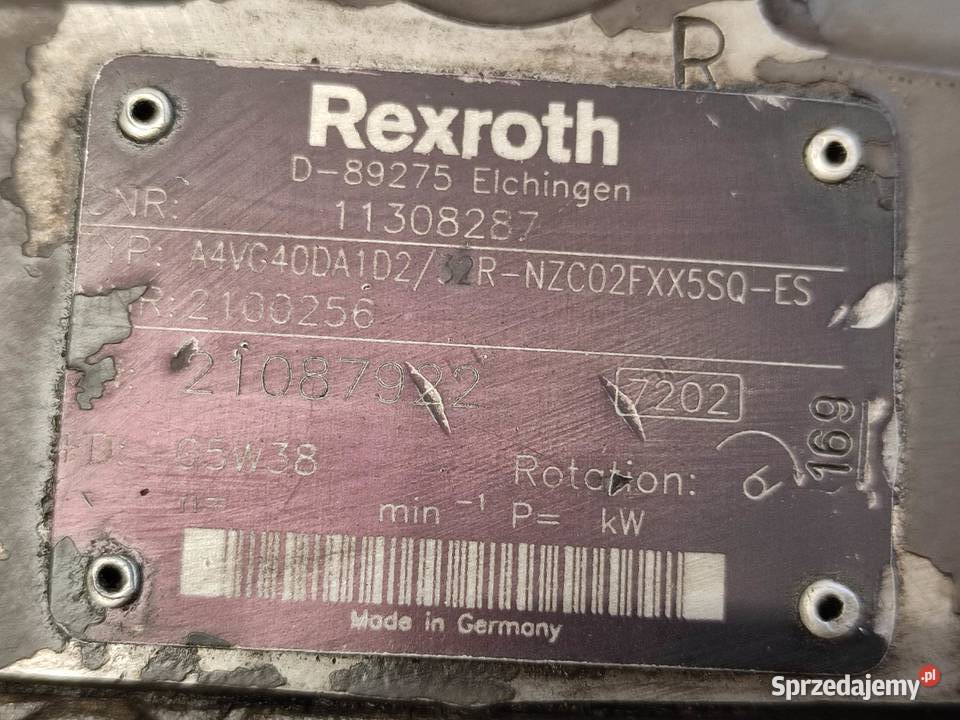 R
Rexroth
D-89275 Elchingen
NR: 11308287
TYP: A4VG40DA1D2/32R-NZC02FXX5SQ-ES
R: 2100256
21087922 7202
D: G5W38 Rotation: 169
n= min -1 P= kW
Made in Germany
Sprzedajemy.pl